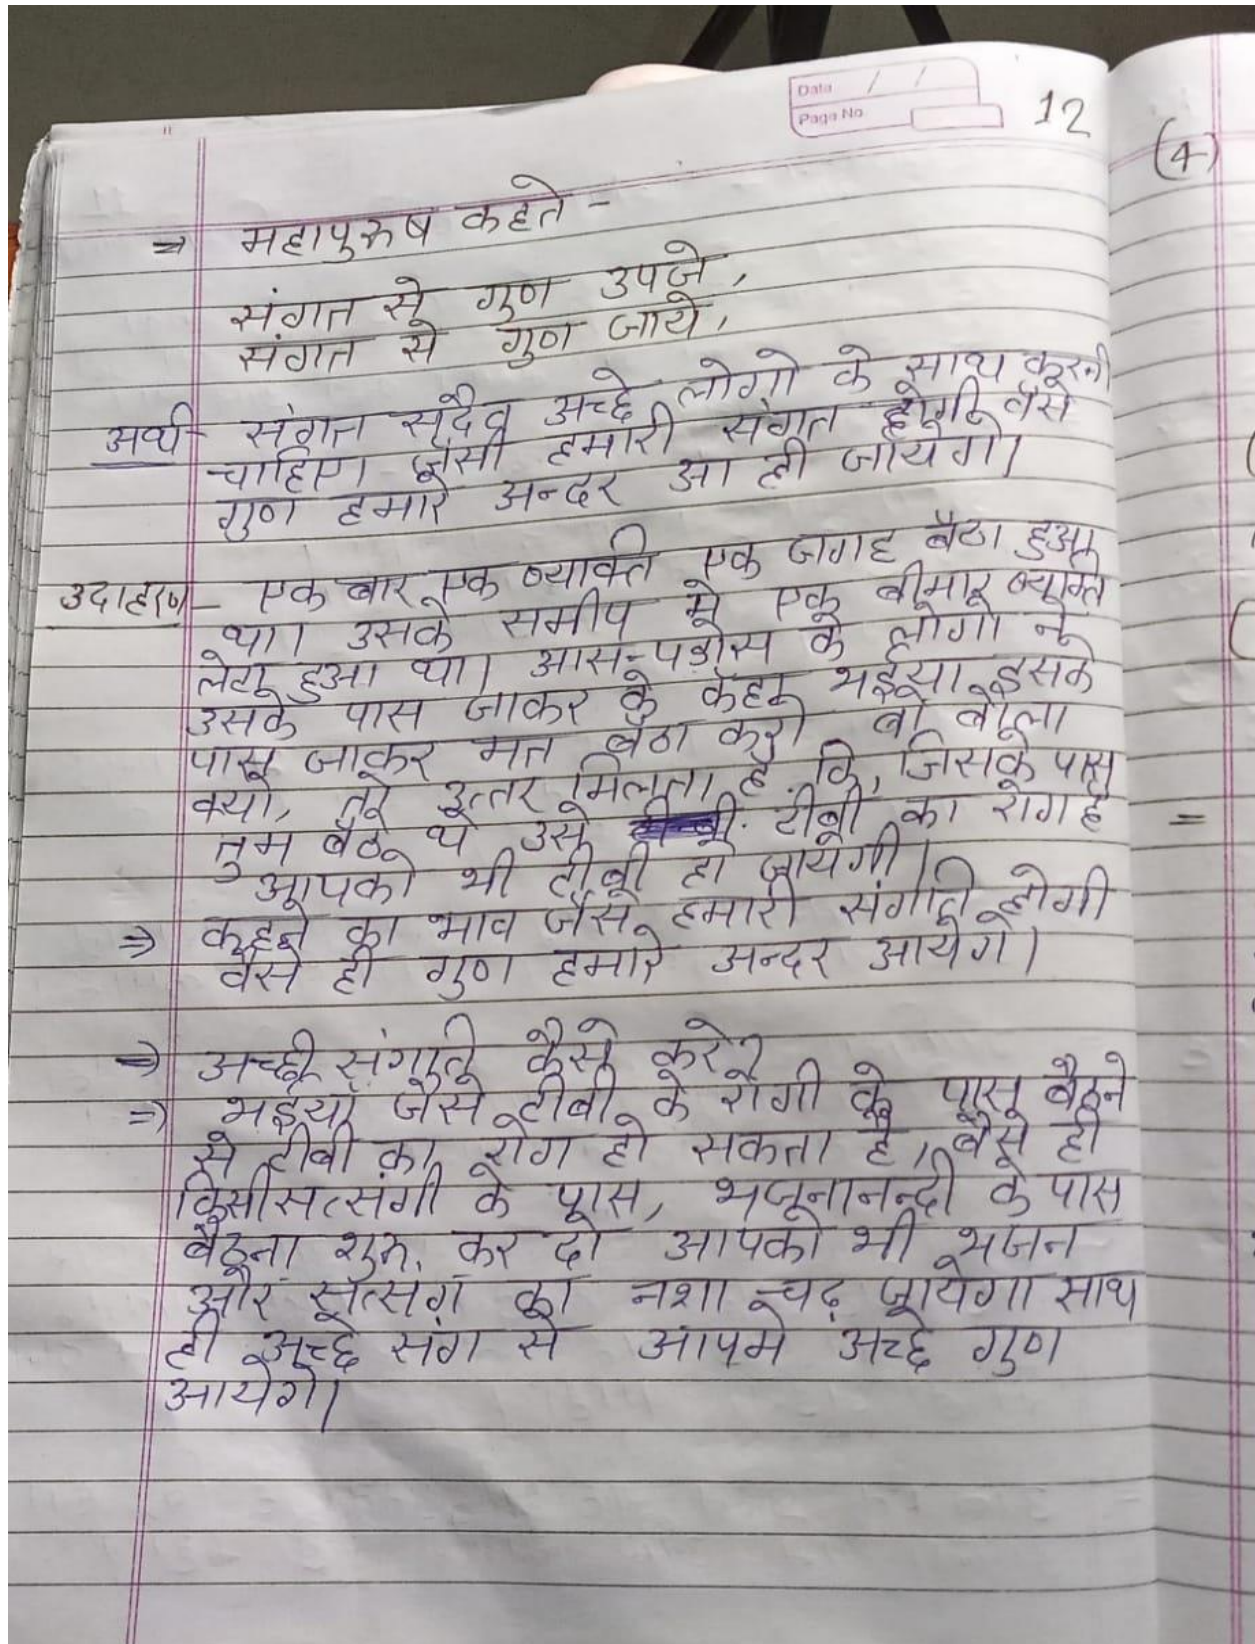 Data / /
Page No
12
(4)
⇒ महापुरुष कहते -
संगत से गुण उपजे,
संगत से गुण जाये,
अर्थ - संगत सदैव अच्छे लोगो के साथ करनी
चाहिए। जैसी हमारी संगत होगी वैसे
गुण हमारे अन्दर आ ही जायेगे।
उदाहरण - एक बार एक व्याक्ति एक जगह बैठा हुआ
था। उसके समीप मे एक बीमार व्यक्ति
लेटा हुआ था। आस-पड़ोस के लोगो ने
उसके पास जाकर के कहा भईया इसके
पास जाकर मत बैठा करो बो बोला
क्यो, तो उत्तर मिलता है कि, जिसके पास
तुम बैठे थे उसे टीबी का रोग है
आपको भी टीबी हो जायेगी।
⇒ कहने का भाव जैसे हमारी संगति होगी
वैसे ही गुण हमारे अन्दर आयेगे।
⇒ अच्छी संगति कैसे करे?
⇒ भईया जैसे टीबी के रोगी के पास बैठने
से टीबी का रोग हो सकता है, वैसे ही
किसी सत्संगी के पास, भजनानन्दी के पास
बैठना शुरू कर दो आपको भी भजन
और सत्संग का नशा चढ़ जायेगा साथ
ही अच्छे संग से आपमे अच्छे गुण
आयेगे।
=